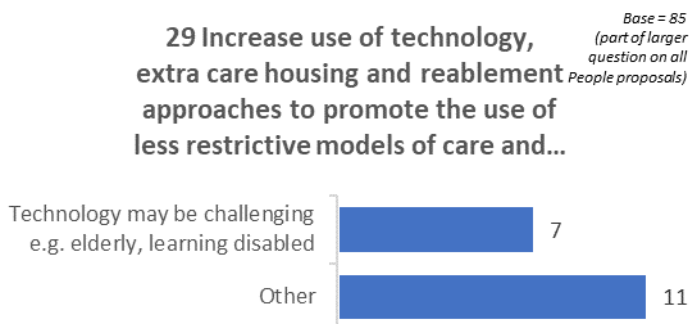 29 Increase use of technology,
extra care housing and reablement
approaches to promote the use of
less restrictive models of care and...
Base = 85
(part of larger
question on all
People proposals)
Technology may be challenging
e.g. elderly, learning disabled
7
Other
11